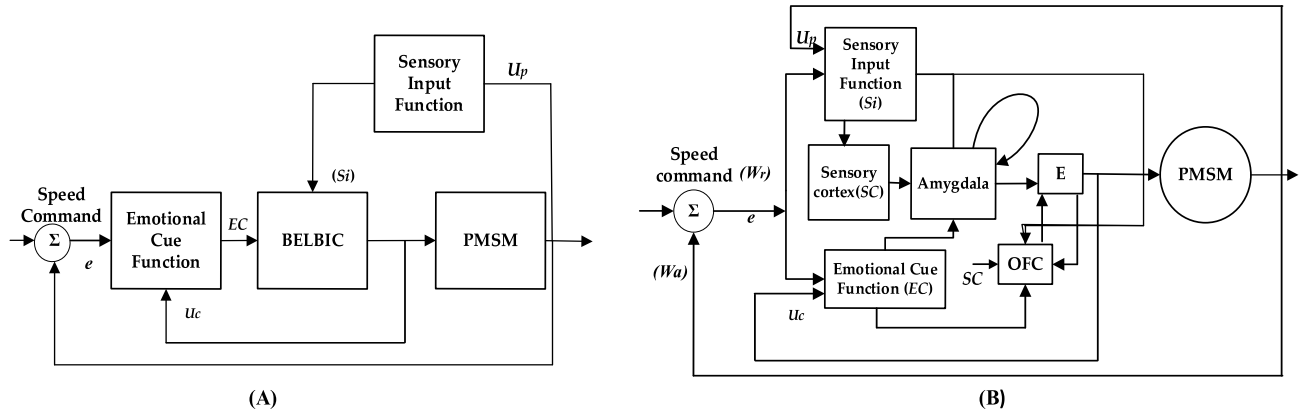 Sensory
Input
Function
Up
(Si)
Speed
Command
Σ
e
Emotional
Cue
Function
EC
BELBIC
PMSM
uc
(A)
Up
Sensory
Input
Function
(Si)
Speed
command (Wr)
Σ
e
Sensory
cortex(SC)
Amygdala
E
PMSM
(Wa)
Emotional Cue
Function (EC)
SC
OFC
uc
(B)